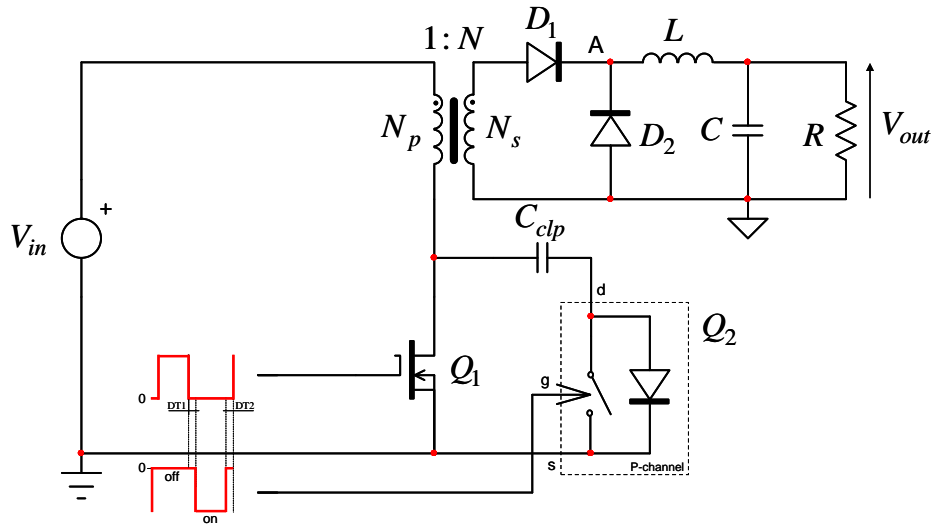 1 : N
D1
A
L
Np
Ns
D2
C
R
Vout
Vin
+
Cclp
d
Q2
Q1
g
0
DT1
DT2
0
off
on
s
P-channel